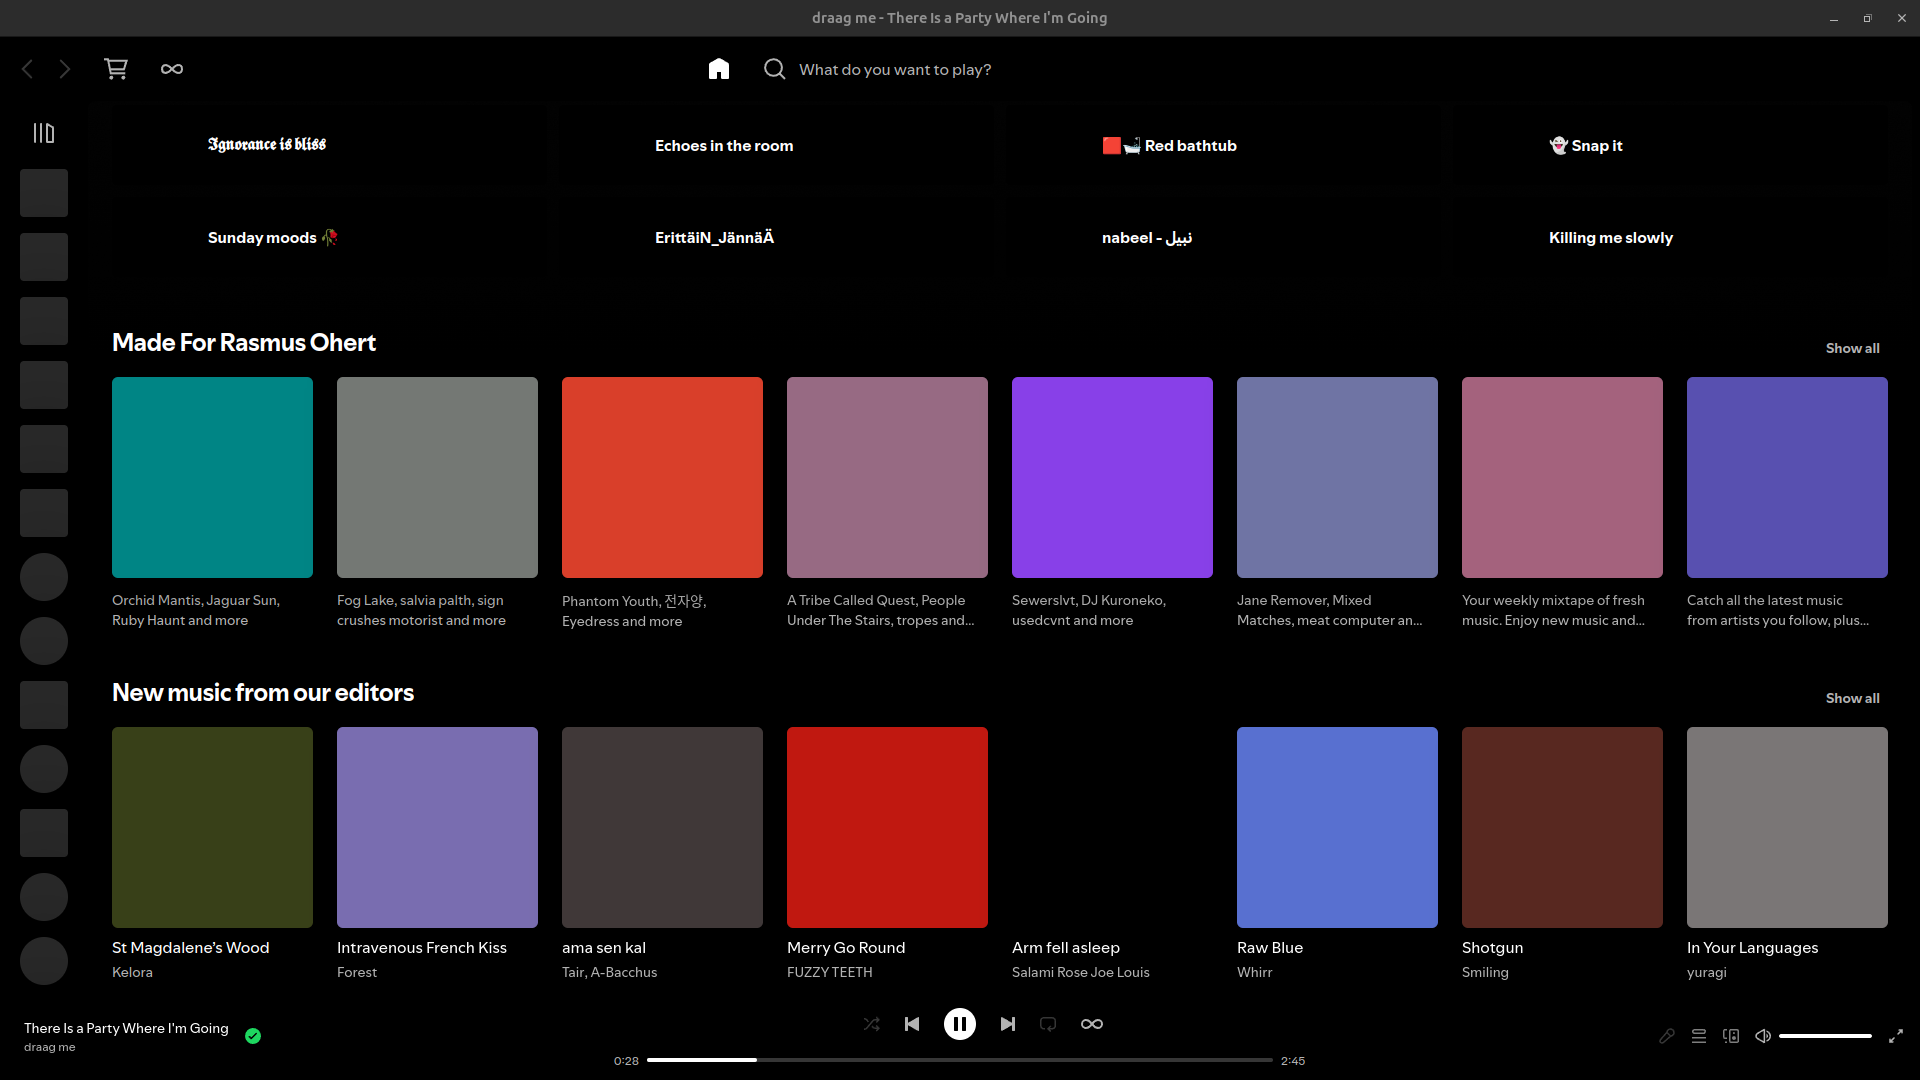 draag me - There Is a Party Where I'm Going
What do you want to play?
𝕴𝖌𝖓𝖔𝖗𝖆𝖓𝖈𝖊 𝖎𝖘 𝖇𝖑𝖎𝖘𝖘
Echoes in the room
🟥🛁 Red bathtub
👻 Snap it
Sunday moods 🥀
ErittäiN_JännäÄ
nabeel - نبيل
Killing me slowly
Made For Rasmus Ohert
Show all
Orchid Mantis, Jaguar Sun,
Ruby Haunt and more
Fog Lake, salvia palth, sign
crushes motorist and more
Phantom Youth, 전자양,
Eyedress and more
A Tribe Called Quest, People
Under The Stairs, tropes and...
Sewerslvt, DJ Kuroneko,
usedcvnt and more
Jane Remover, Mixed
Matches, meat computer an...
Your weekly mixtape of fresh
music. Enjoy new music and...
Catch all the latest music
from artists you follow, plus...
New music from our editors
Show all
St Magdalene’s Wood
Kelora
Intravenous French Kiss
Forest
ama sen kal
Tair, A-Bacchus
Merry Go Round
FUZZY TEETH
Arm fell asleep
Salami Rose Joe Louis
Raw Blue
Whirr
Shotgun
Smiling
In Your Languages
yuragi
There Is a Party Where I'm Going
draag me
0:28
2:45